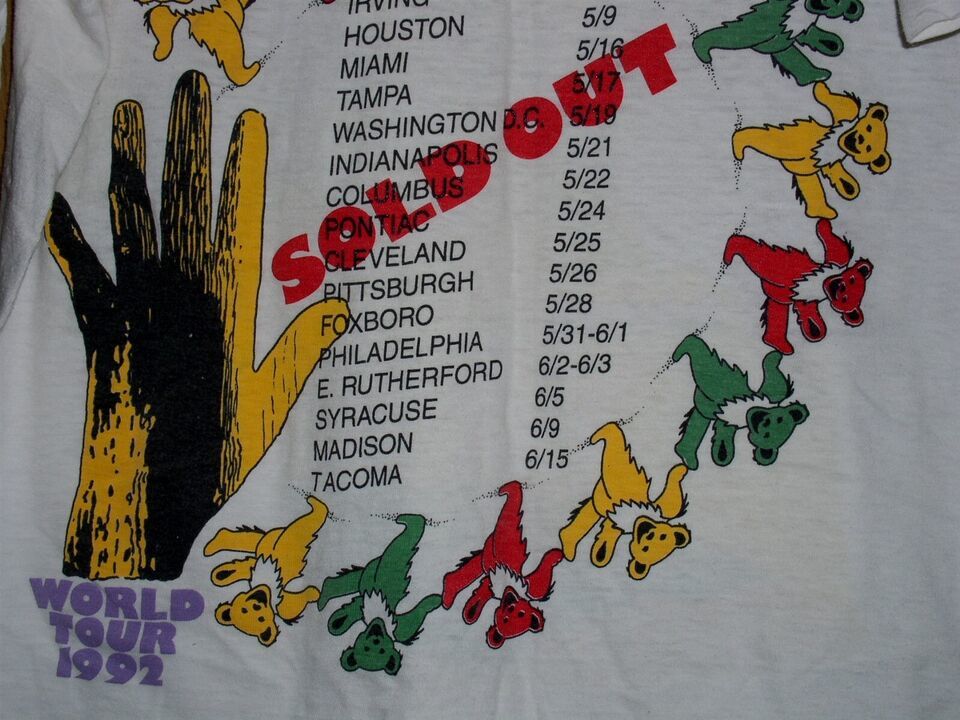 IRVING
HOUSTON 5/9
MIAMI 5/16
TAMPA 5/17
WASHINGTON D.C. 5/19
INDIANAPOLIS 5/21
COLUMBUS 5/22
PONTIAC 5/24
CLEVELAND 5/25
PITTSBURGH 5/26
FOXBORO 5/28
PHILADELPHIA 5/31-6/1
E. RUTHERFORD 6/2-6/3
SYRACUSE 6/5
MADISON 6/9
TACOMA 6/15
SOLD OUT
WORLD
TOUR
1992